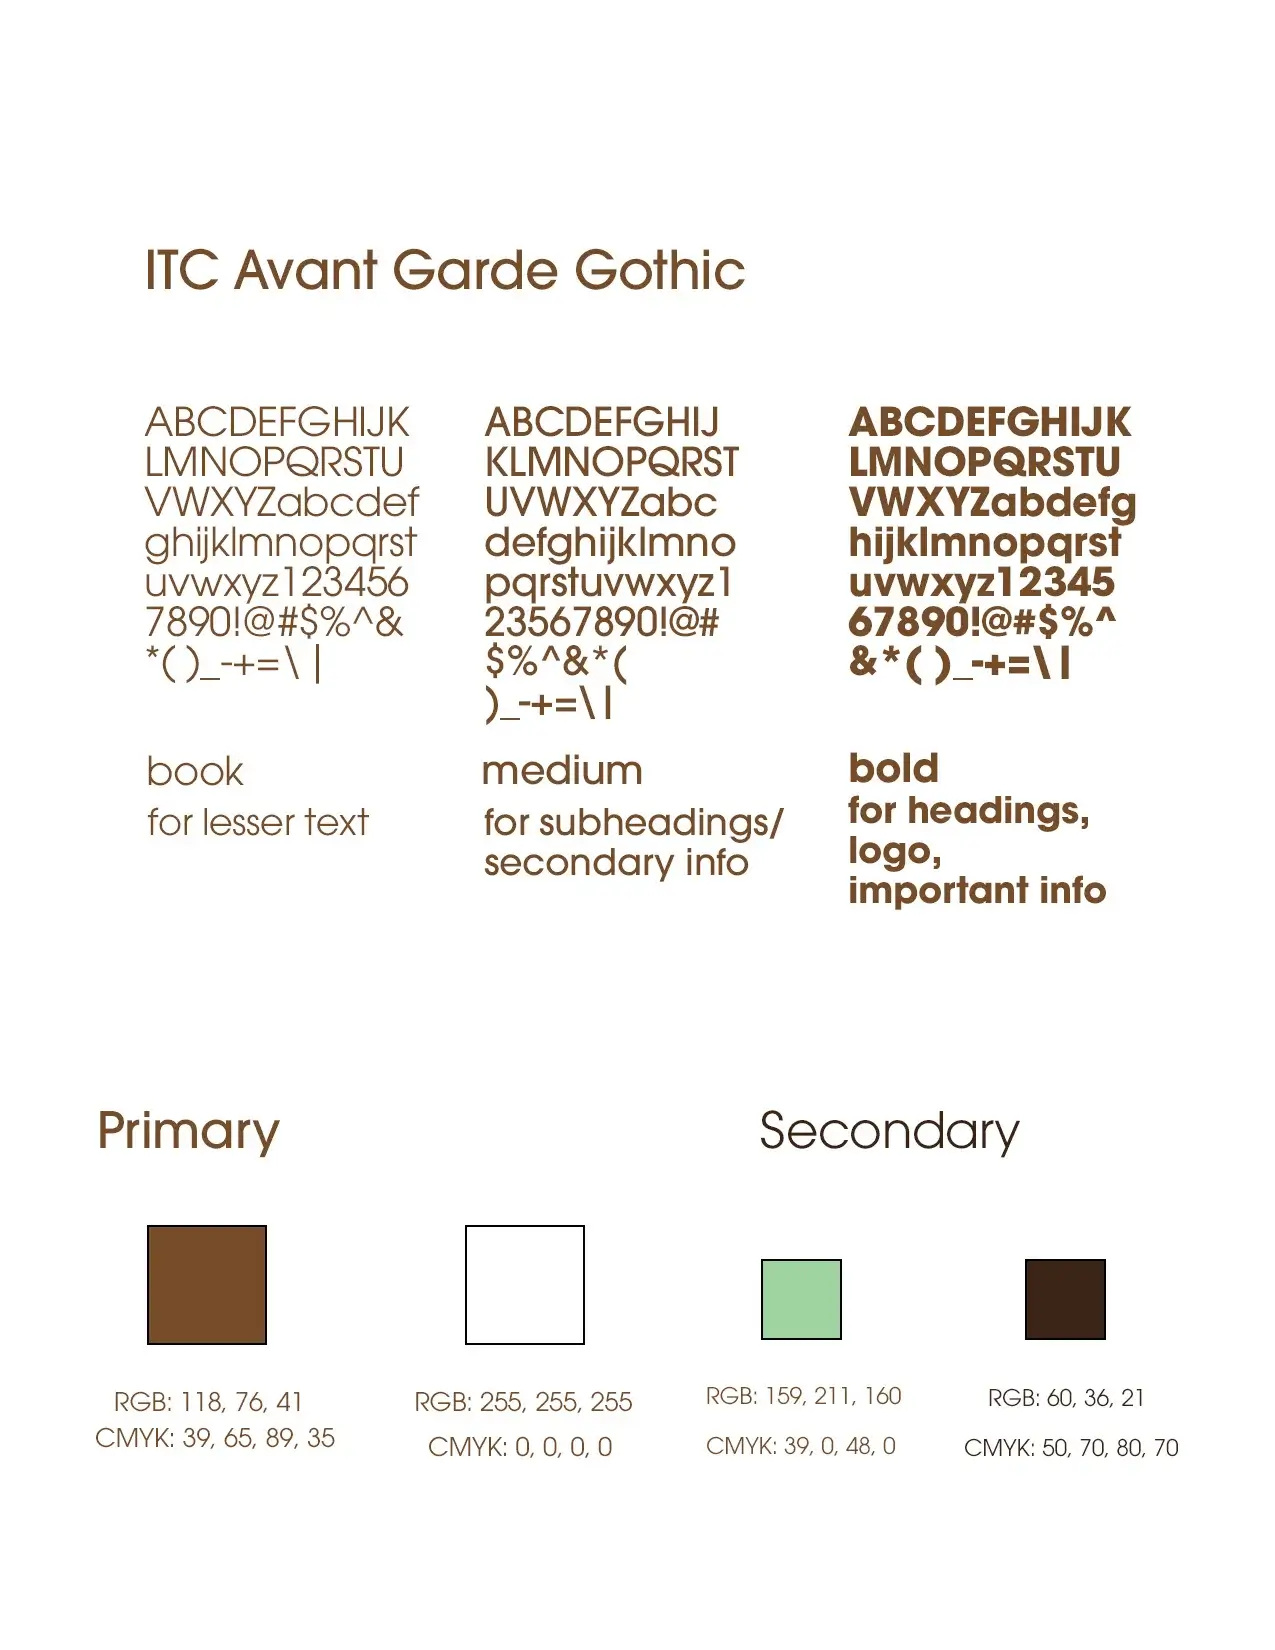 ITC Avant Garde Gothic
ABCDEFGHIJK
LMNOPQRSTU
VWXYZabcdef
ghijklmnopqrst
uvwxyz123456
7890!@#$%^&
*( )_-+=\ |
book
for lesser text
ABCDEFGHIJ
KLMNOPQRST
UVWXYZabc
defghijklmno
pqrstuvwxyz1
23567890!@#
$%^&*(
)_-+=\|
medium
for subheadings/
secondary info
ABCDEFGHIJK
LMNOPQRSTU
VWXYZabdefg
hijklmnopqrst
uvwxyz12345
67890!@#$%^
&*( )_-+=\|
bold
for headings,
logo,
important info
Primary
RGB: 118, 76, 41
CMYK: 39, 65, 89, 35
RGB: 255, 255, 255
CMYK: 0, 0, 0, 0
Secondary
RGB: 159, 211, 160
CMYK: 39, 0, 48, 0
RGB: 60, 36, 21
CMYK: 50, 70, 80, 70